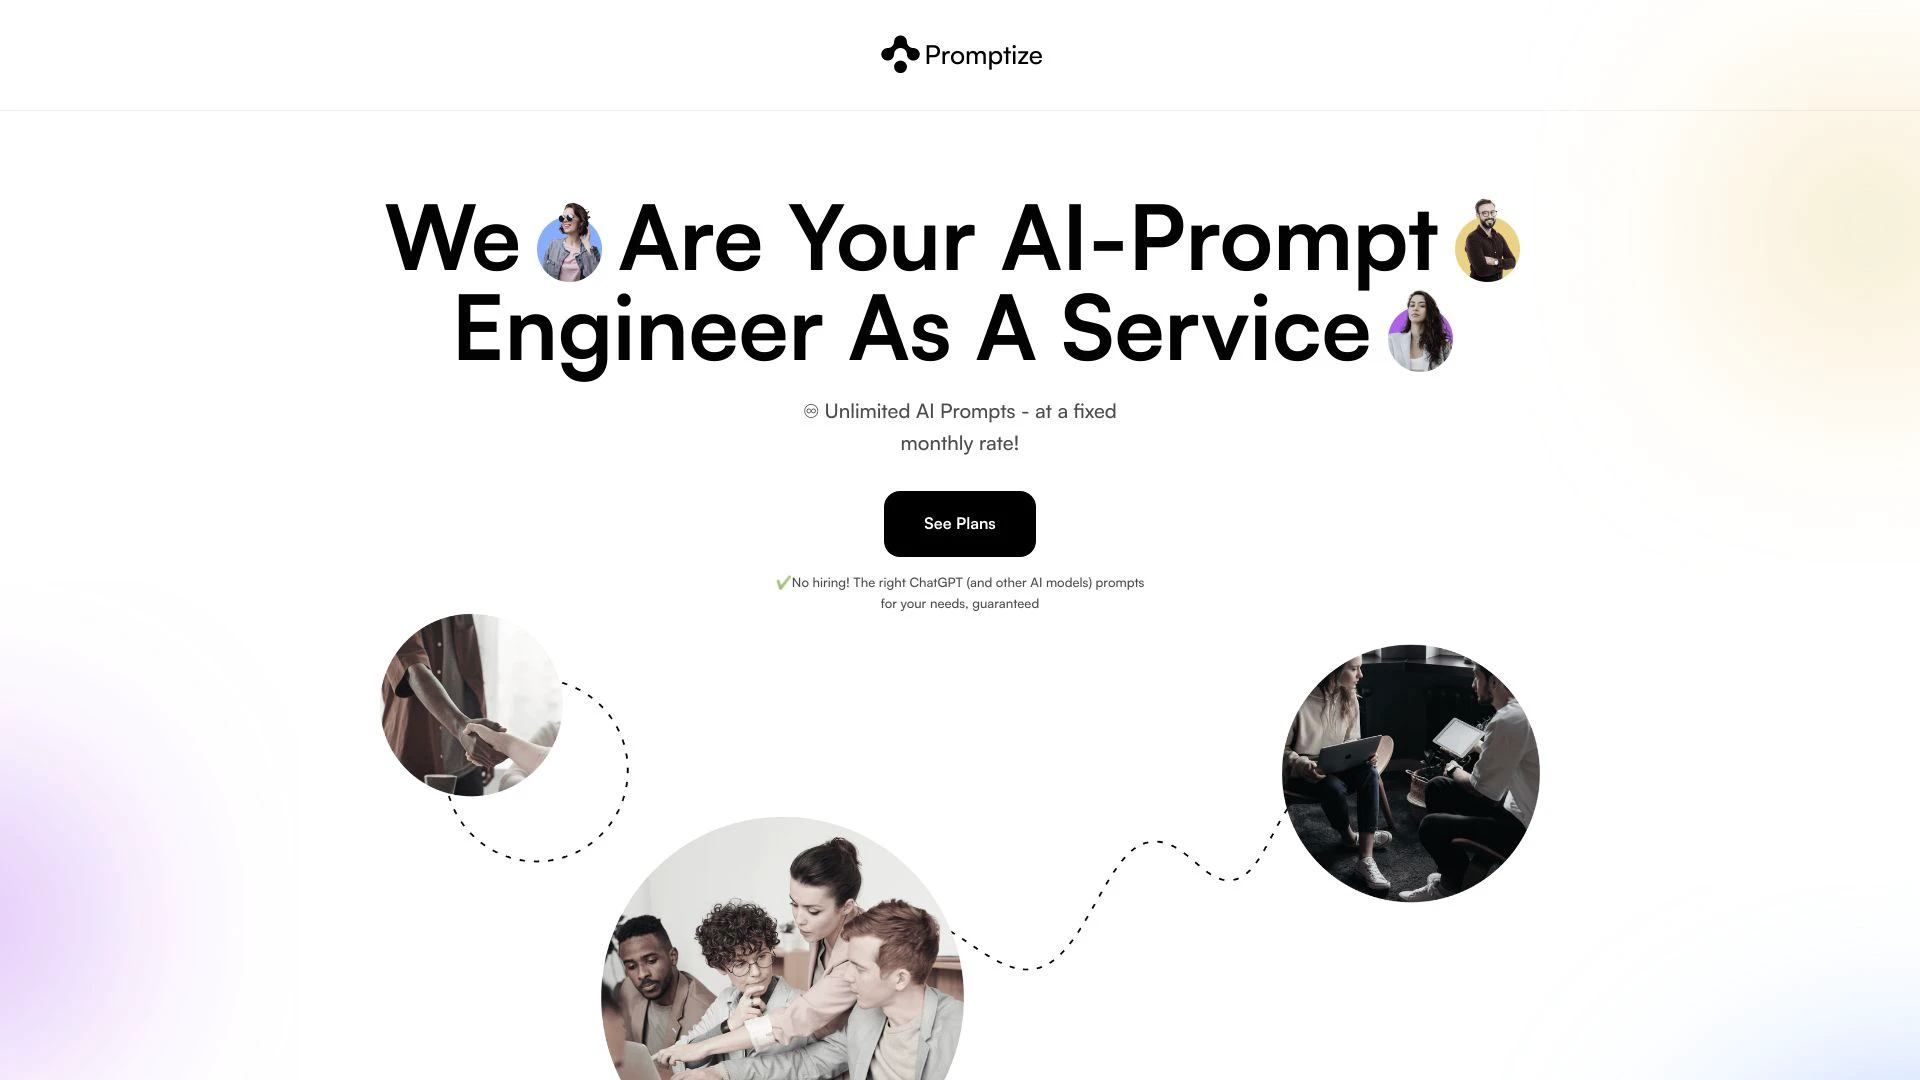 Promptize
We Are Your AI-Prompt
Engineer As A Service
♾ Unlimited AI Prompts - at a fixed
monthly rate!
See Plans
✅No hiring! The right ChatGPT (and other AI models) prompts
for your needs, guaranteed